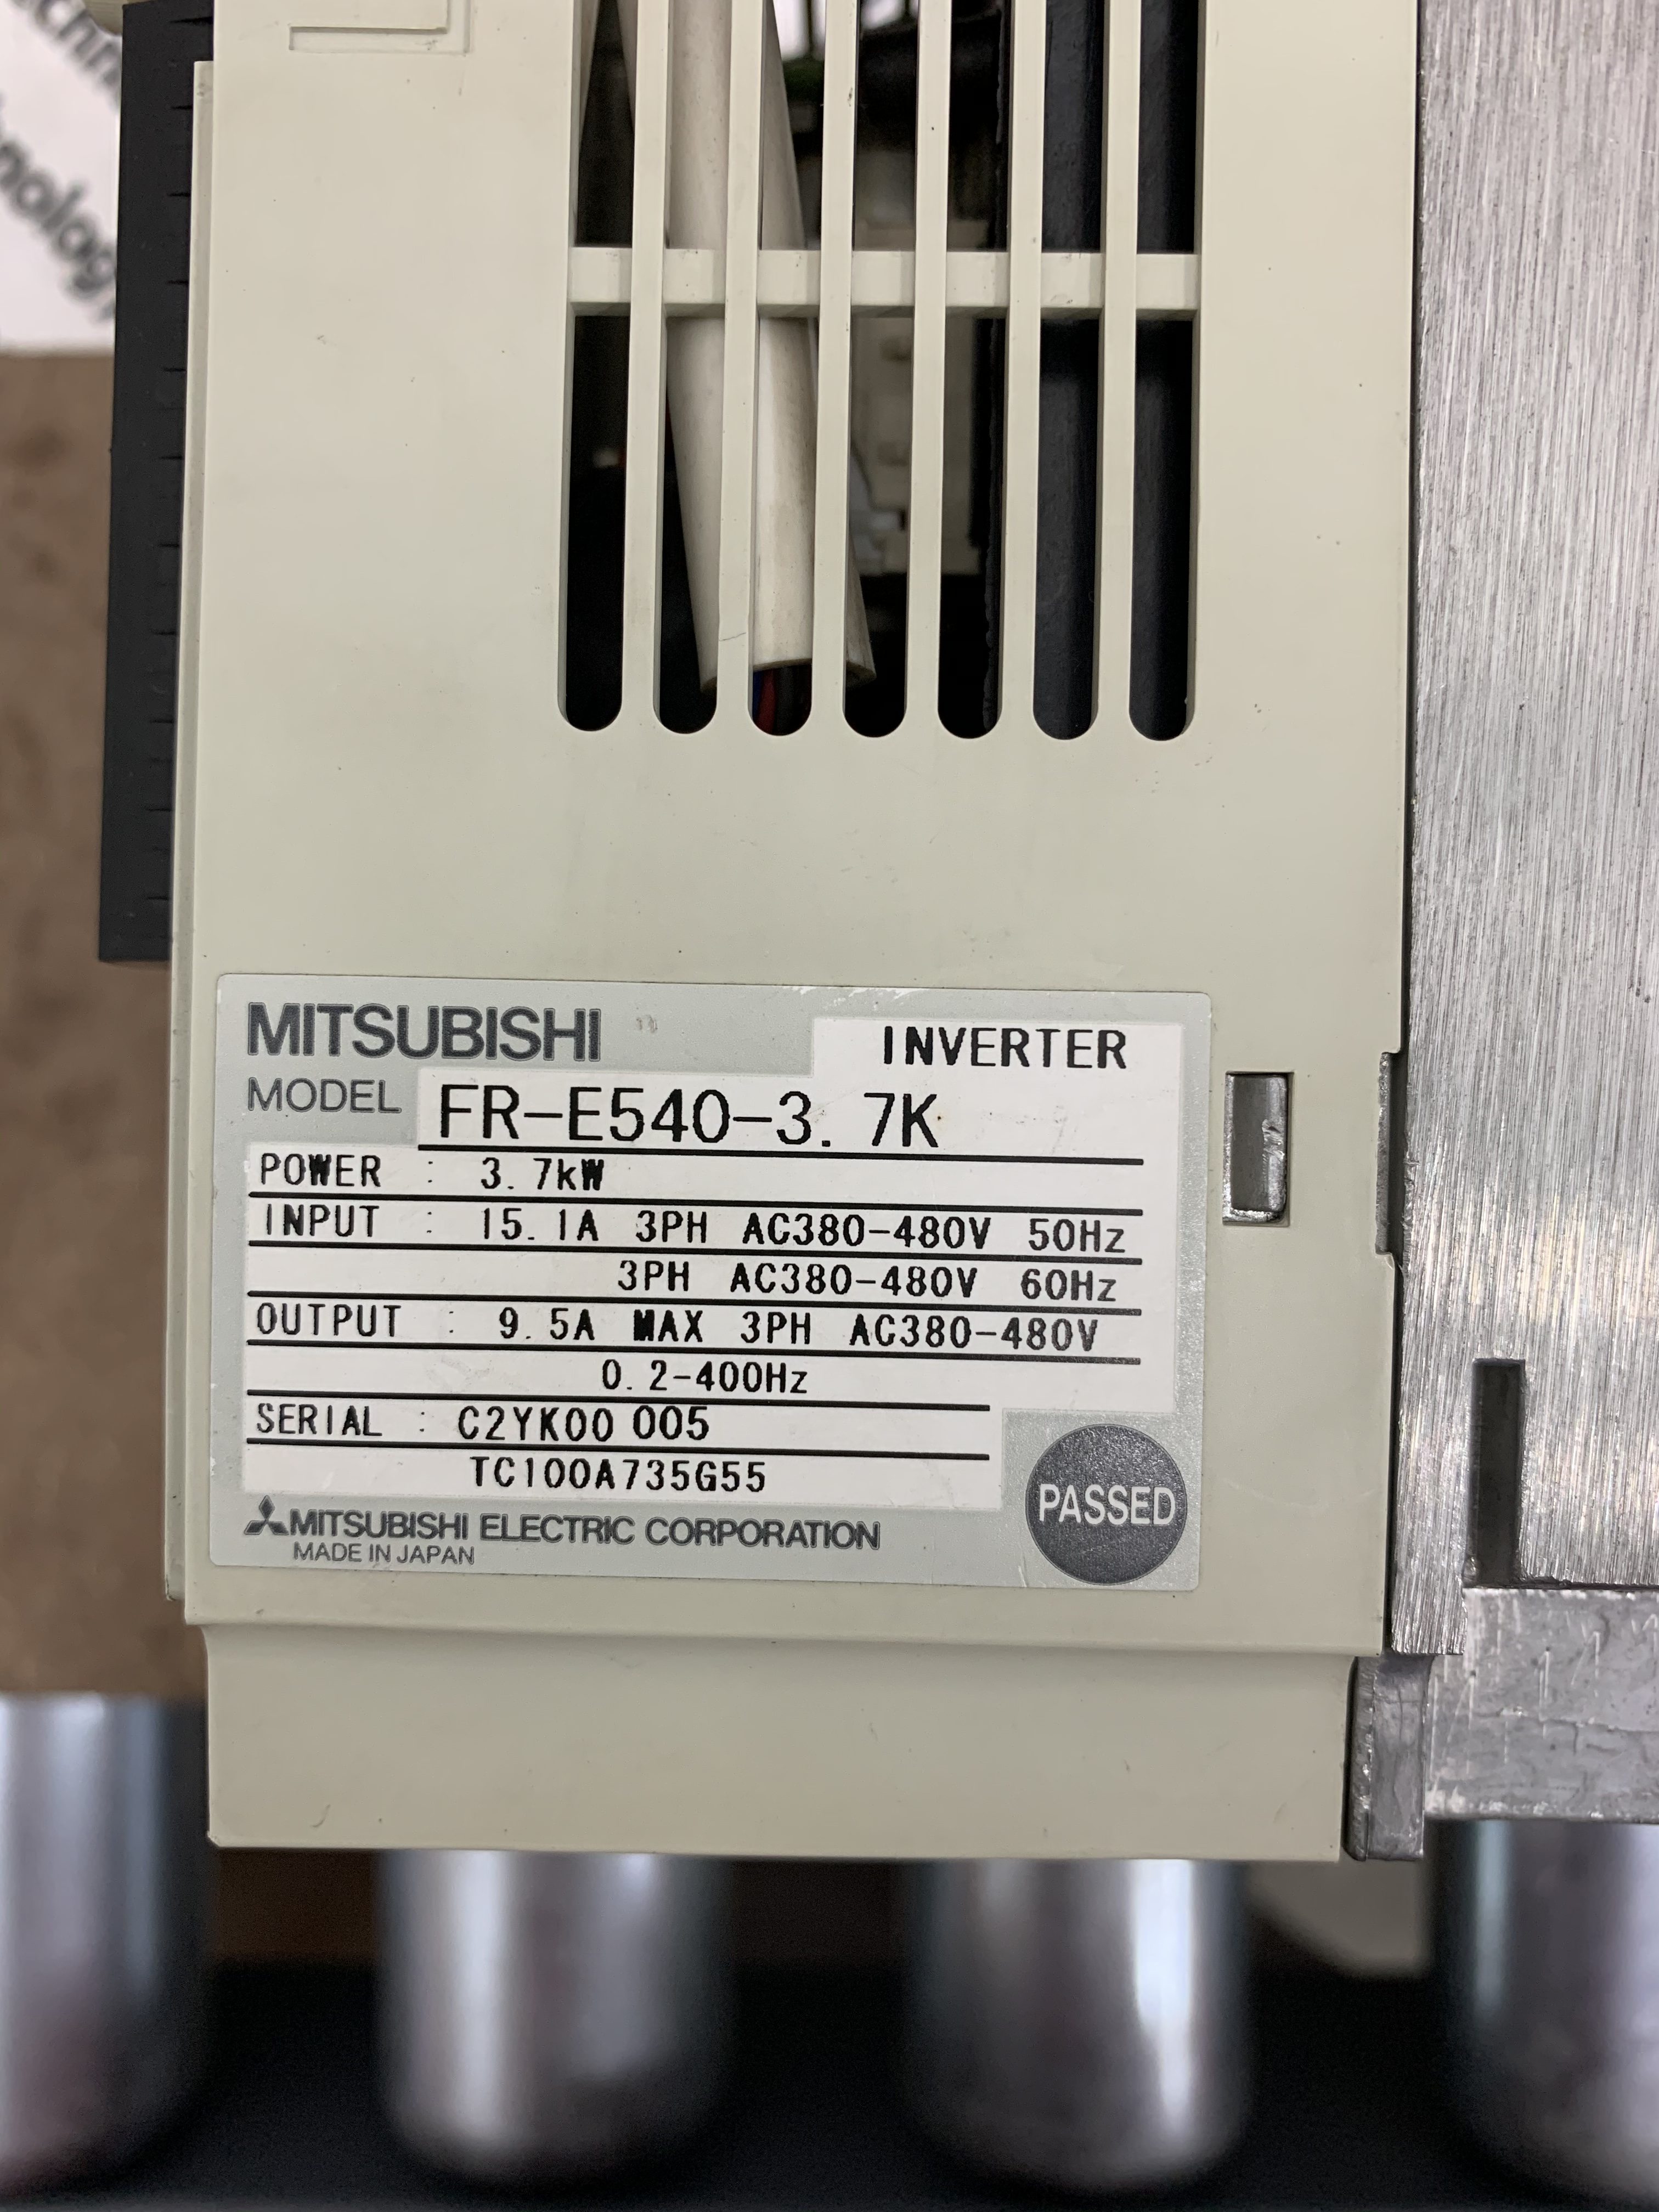 MITSUBISHI
INVERTER
MODEL FR-E540-3.7K
POWER : 3.7kW
INPUT : 15.1A 3PH AC380-480V 50Hz
3PH AC380-480V 60Hz
OUTPUT : 9.5A MAX 3PH AC380-480V
0.2-400Hz
SERIAL : C2YK00 005
TC100A735G55
PASSED
MITSUBISHI ELECTRIC CORPORATION
MADE IN JAPAN